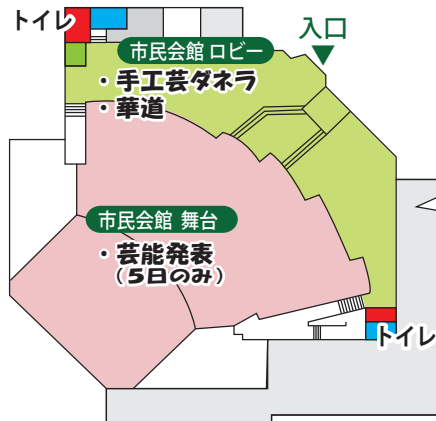 トイレ
入口
市民会館 ロビー
・手工芸ダネラ
・華道
市民会館 舞台
・芸能発表
（5日のみ）
トイレ